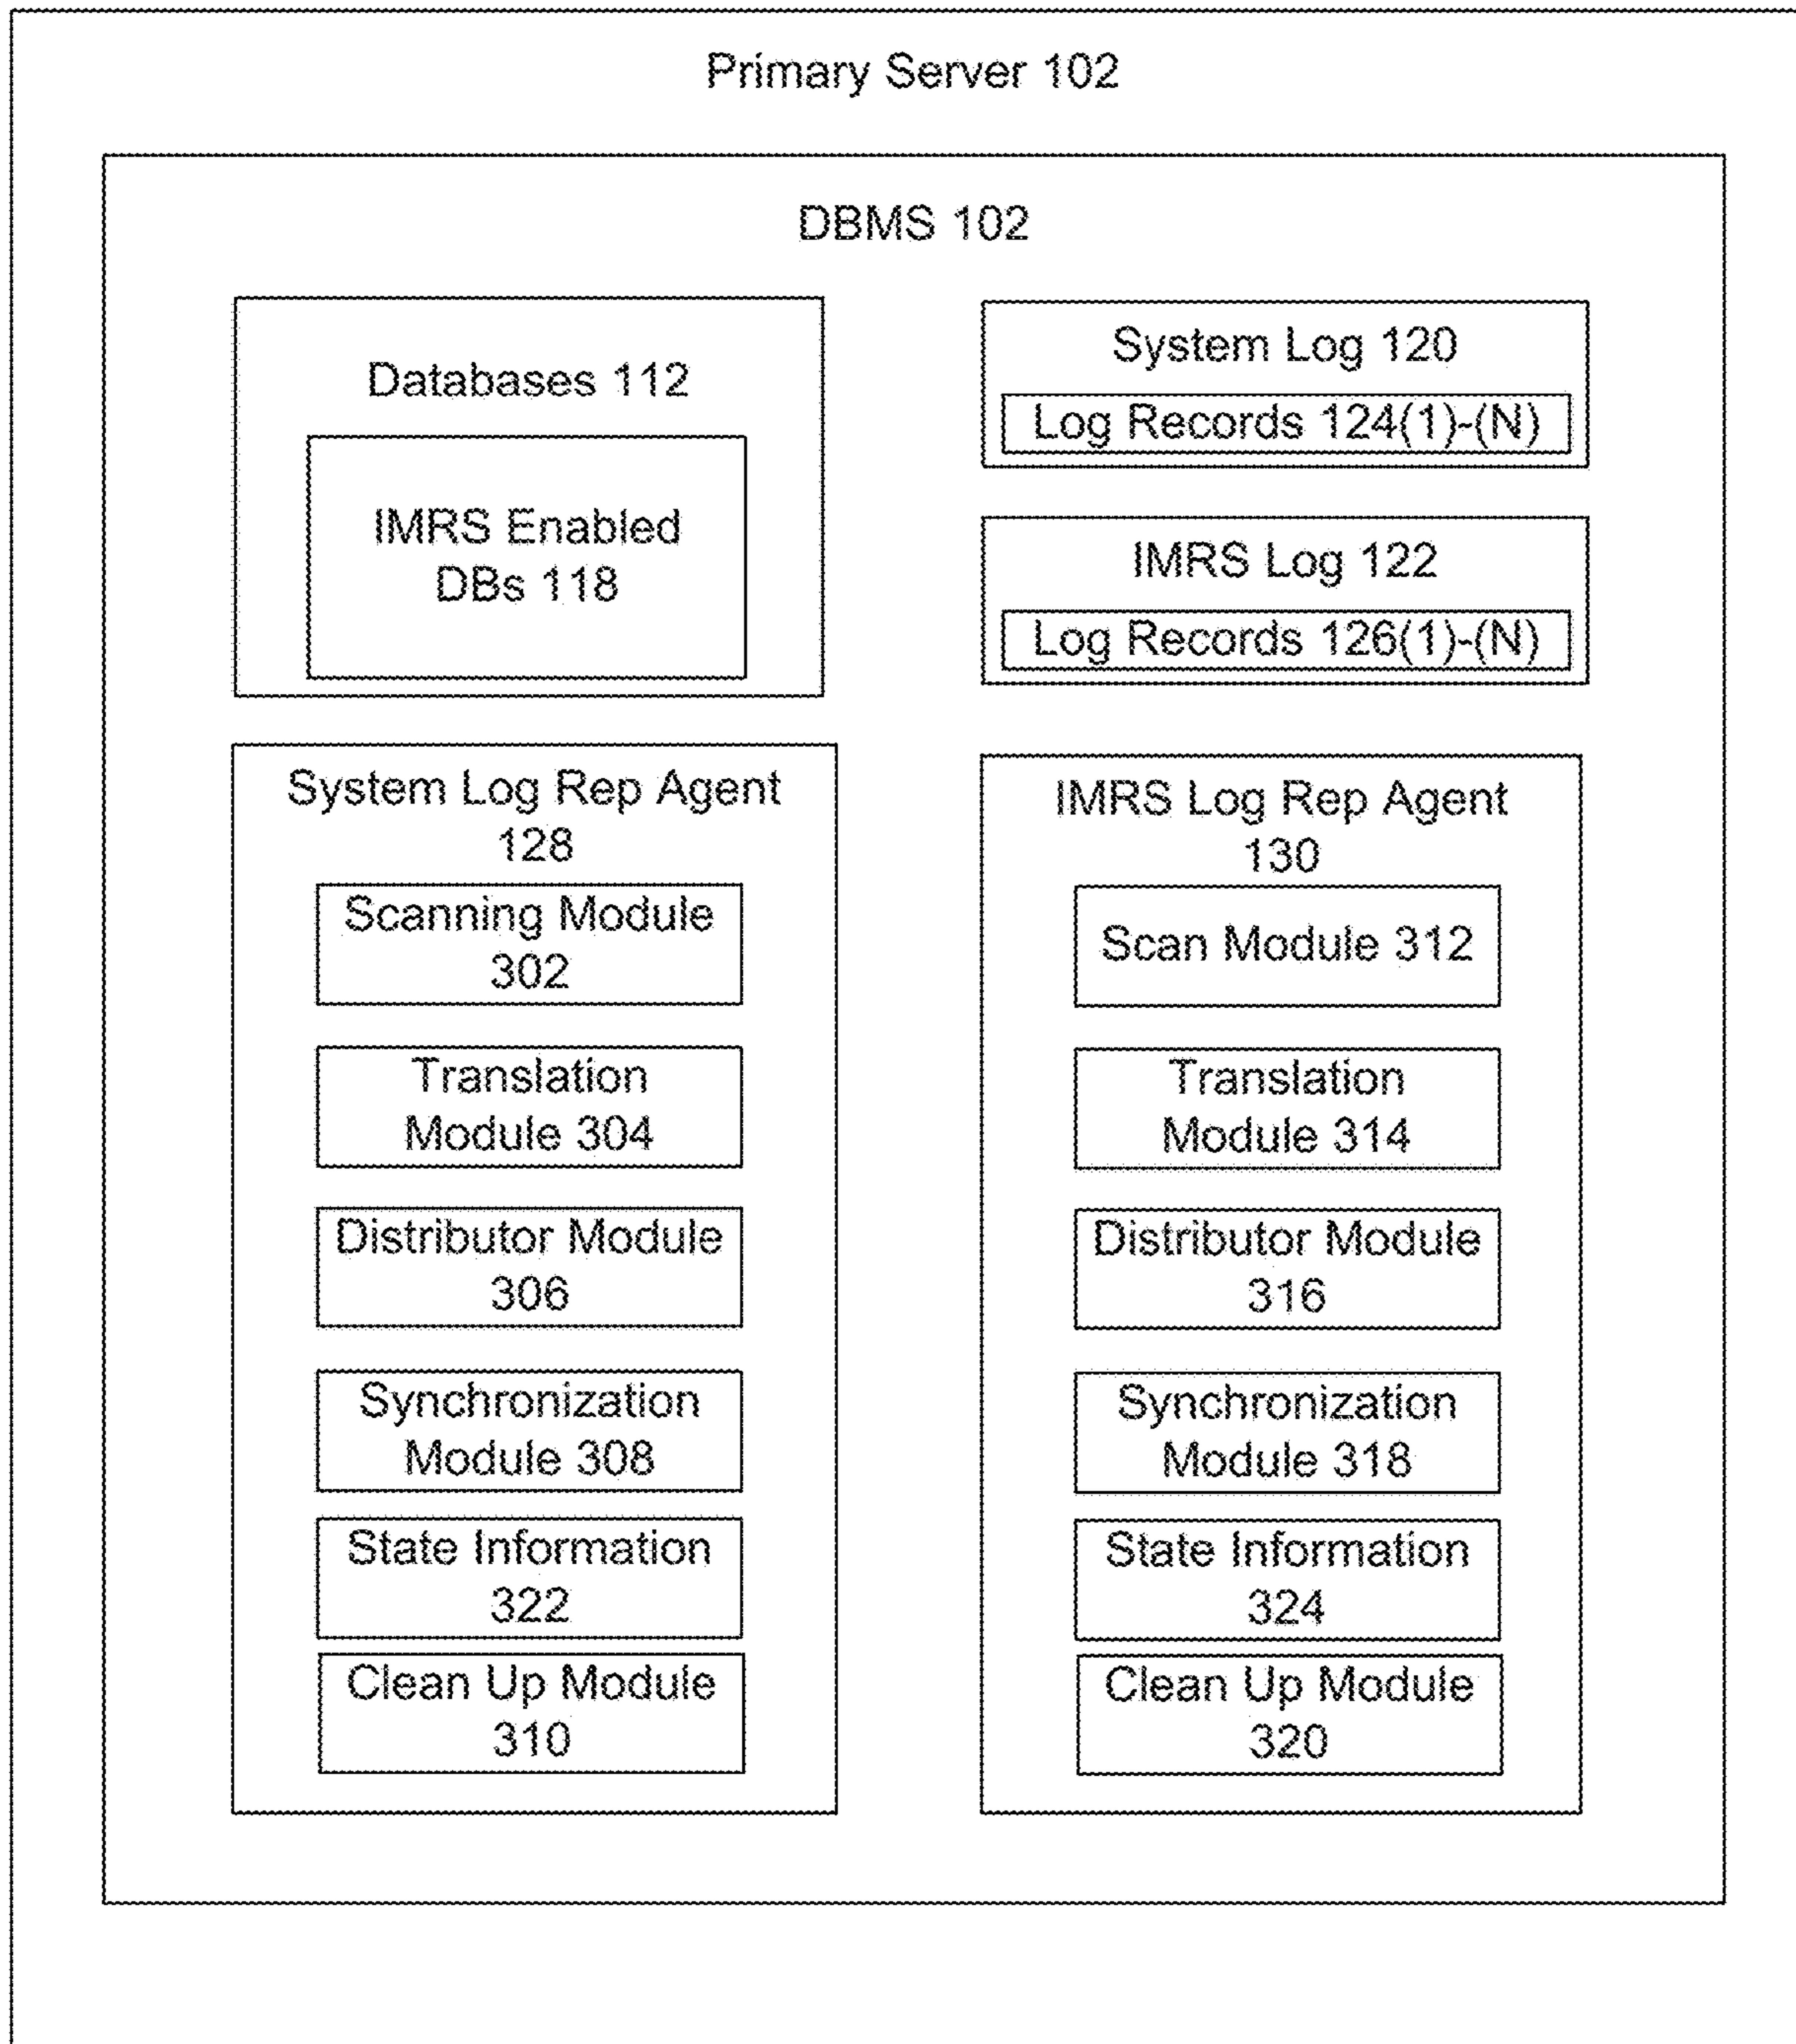 Primary Server 102
DBMS 102
Databases 112
IMRS Enabled
DBs 118
System Log 120
Log Records 124(1)-(N)
IMRS Log 122
Log Records 126(1)-(N)
System Log Rep Agent
128
Scanning Module
302
Translation
Module 304
Distributor Module
306
Synchronization
Module 308
State Information
322
Clean Up Module
310
IMRS Log Rep Agent
130
Scan Module 312
Translation
Module 314
Distributor Module
316
Synchronization
Module 318
State Information
324
Clean Up Module
320